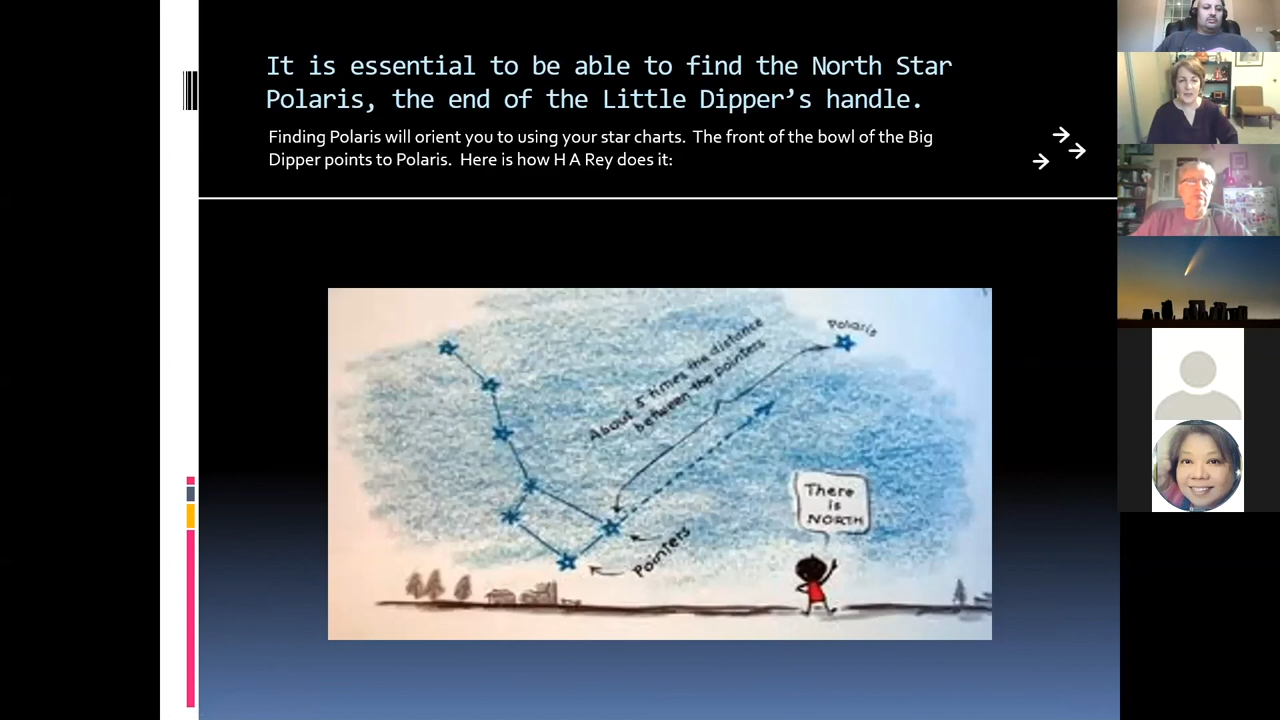 It is essential to be able to find the North Star
Polaris, the end of the Little Dipper’s handle.
Finding Polaris will orient you to using your star charts.  The front of the bowl of the Big
Dipper points to Polaris.  Here is how H A Rey does it:
Polaris
About 5 times the distance
between the pointers
There
is
NORTH
Pointers